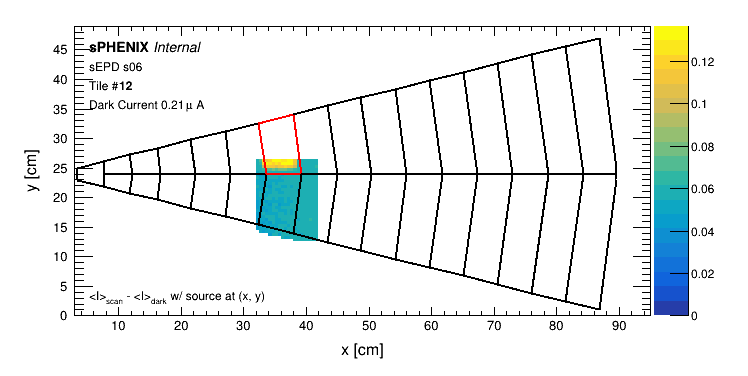 sPHENIX Internal
sEPD s06
Tile #12
Dark Current 0.21 μ A
<I>scan - <I>dark w/ source at (x, y)
y [cm]
45
40
35
30
25
20
15
10
5
0
10 20 30 40 50 60 70 80 90
x [cm]
0.12
0.1
0.08
0.06
0.04
0.02
0